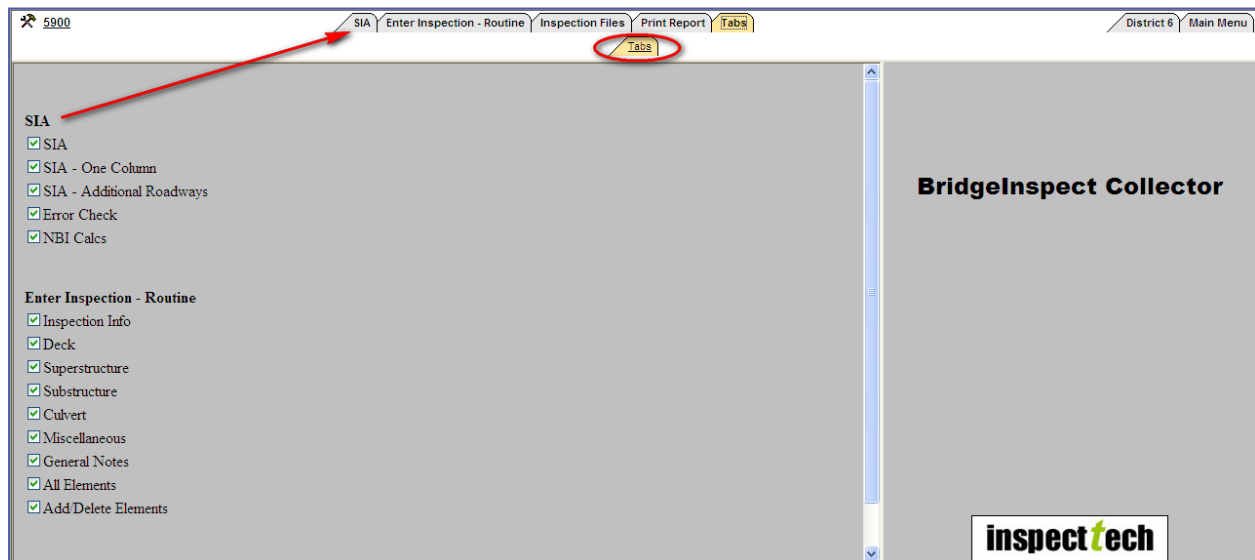 5900 SIA Enter Inspection - Routine Inspection Files Print Report Tabs District 6 Main Menu
Tabs
SIA
SIA
SIA - One Column
SIA - Additional Roadways
Error Check
NBI Calcs
Enter Inspection - Routine
Inspection Info
Deck
Superstructure
Substructure
Culvert
Miscellaneous
General Notes
All Elements
Add/Delete Elements
BridgeInspect Collector
inspecttech